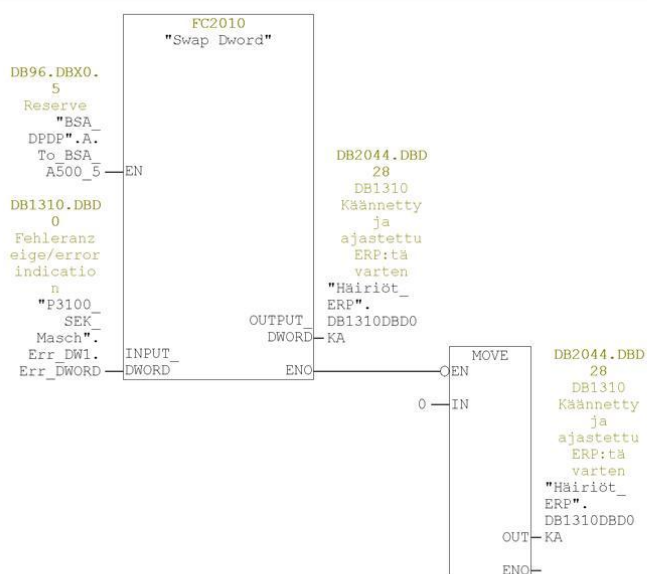 FC2010
"Swap Dword"
DB96.DBX0.
5
Reserve
"BSA_
DPDP".A.
To_BSA_
A500_5
EN
DB1310.DBD
0
Fehleranz
eige/error
indicatio
n
"P3100_
SEK_
Masch".
Err_DW1.
Err_DWORD
INPUT_
DWORD
DB2044.DBD
28
DB1310
Käännetty
ja
ajastettu
ERP:tä
varten
"Häiriöt_
ERP".
DB1310DBD0
KA
OUTPUT_
DWORD
ENO
MOVE
EN
0
IN
DB2044.DBD
28
DB1310
Käännetty
ja
ajastettu
ERP:tä
varten
"Häiriöt_
ERP".
DB1310DBD0
KA
OUT
ENO